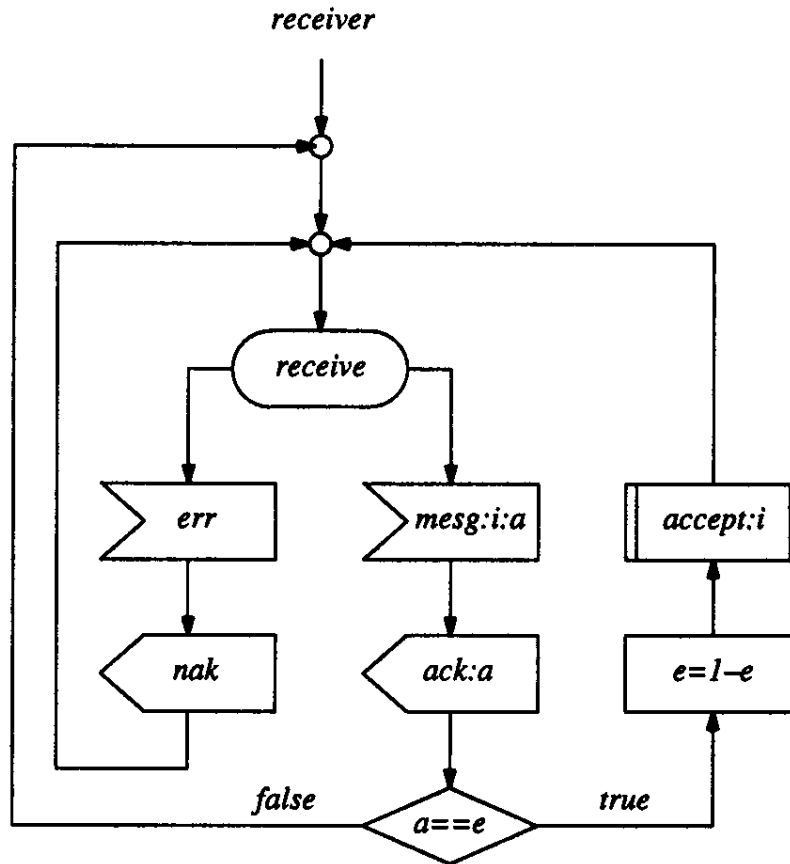 receiver
receive
err
mesg:i:a
accept:i
nak
ack:a
e=1–e
false
true
a==e